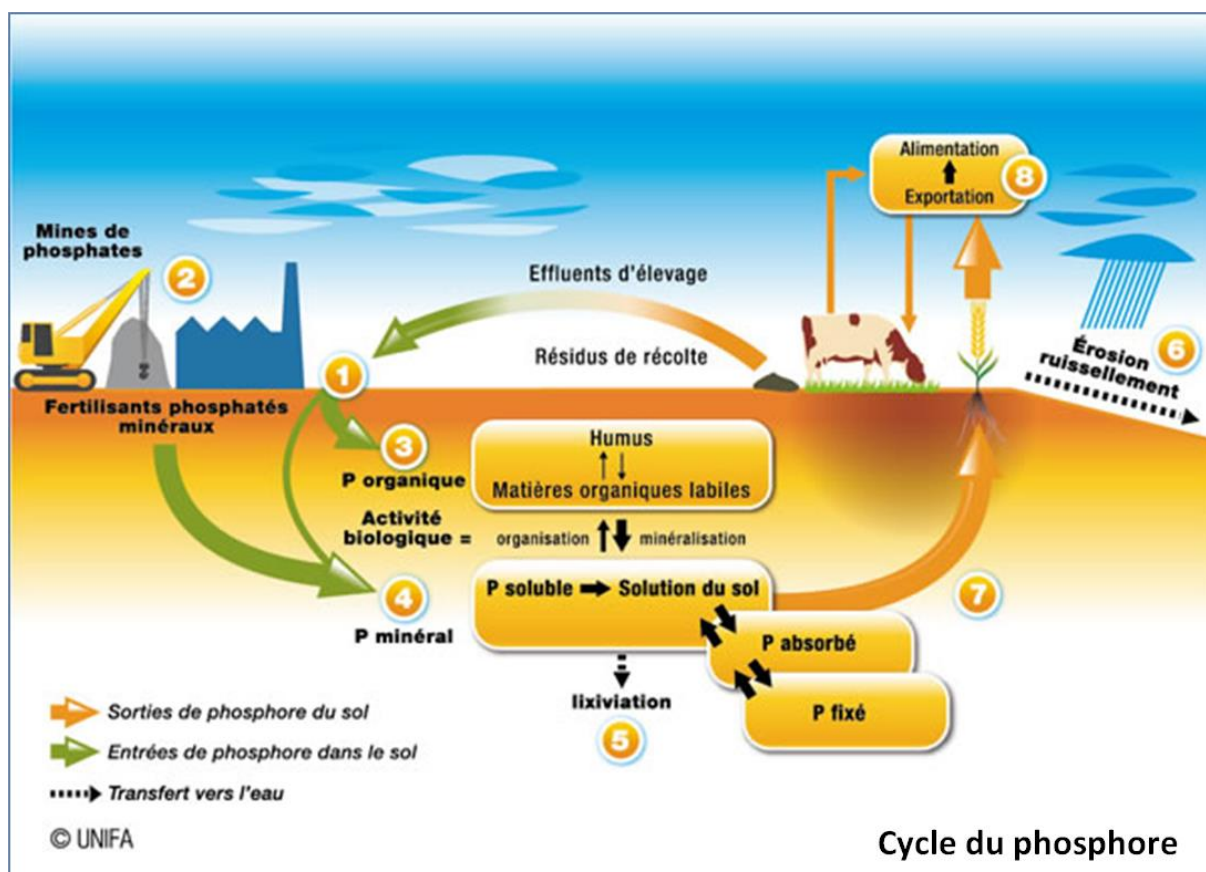 Alimentation
8
Exportation
Mines de
phosphates
2
Effluents d'élevage
Résidus de récolte
6
Érosion
ruissellement
1
Fertilisants phosphatés
minéraux
3
P organique
Humus
Matières organiques labiles
Activité
biologique =
organisation
minéralisation
4
P minéral
P soluble
Solution du sol
7
P absorbé
P fixé
lixiviation
5
Sorties de phosphore du sol
Entrées de phosphore dans le sol
Transfert vers l'eau
© UNIFA
Cycle du phosphore